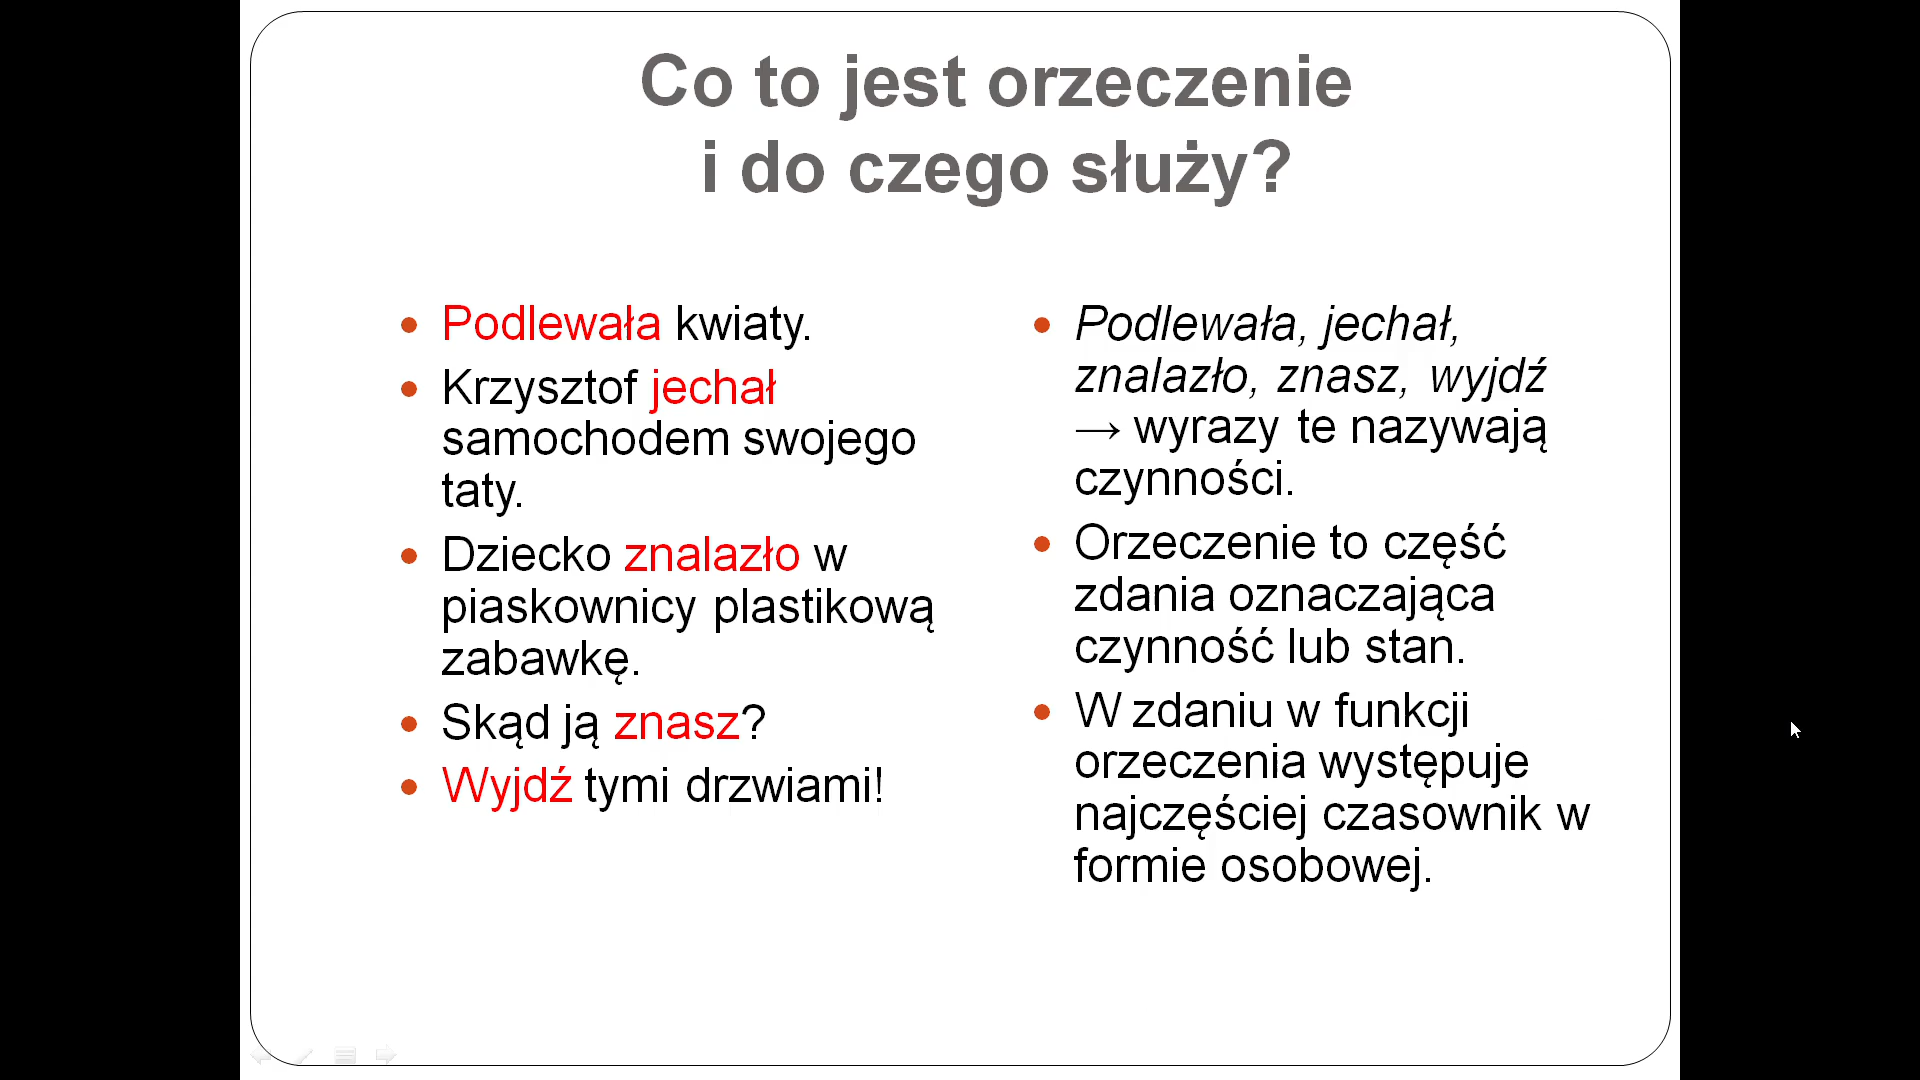 Co to jest orzeczenie
i do czego służy?
Podlewała kwiaty.
Krzysztof jechał
samochodem swojego
taty.
Dziecko znalazło w
piaskownicy plastikową
zabawkę.
Skąd ją znasz?
Wyjdź tymi drzwiami!
Podlewała, jechał,
znalazło, znasz, wyjdź
→ wyrazy te nazywają
czynności.
Orzeczenie to część
zdania oznaczająca
czynność lub stan.
W zdaniu w funkcji
orzeczenia występuje
najczęściej czasownik w
formie osobowej.